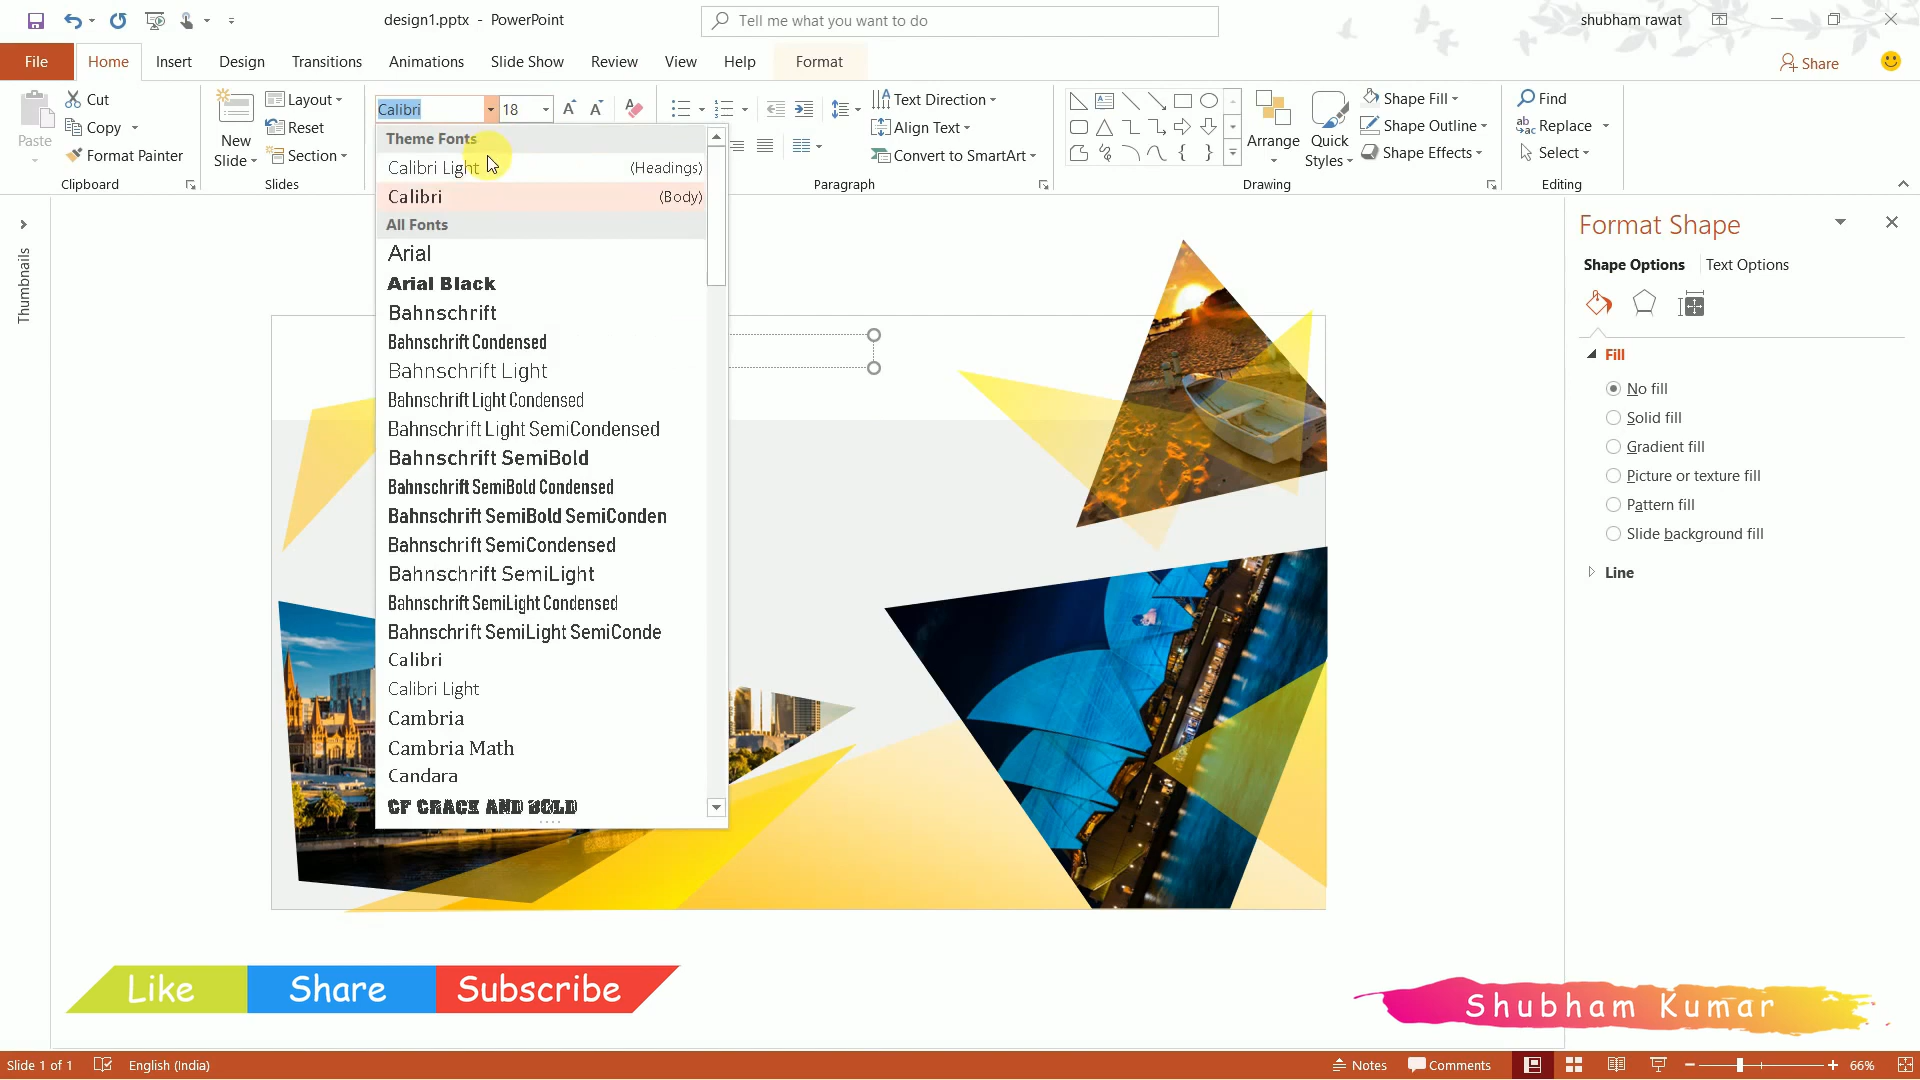 design1.pptx - PowerPoint
Tell me what you want to do
shubham rawat
File Home Insert Design Transitions Animations Slide Show Review View Help Format
Share
Paste
Cut
Copy
Format Painter
Clipboard
New Slide
Layout
Reset
Section
Slides
Calibri 18
Text Direction
Align Text
Convert to SmartArt
Paragraph
Arrange
Quick Styles
Shape Fill
Shape Outline
Shape Effects
Drawing
Find
Replace
Select
Editing
Theme Fonts
Calibri Light (Headings)
Calibri (Body)
All Fonts
Arial
Arial Black
Bahnschrift
Bahnschrift Condensed
Bahnschrift Light
Bahnschrift Light Condensed
Bahnschrift Light SemiCondensed
Bahnschrift SemiBold
Bahnschrift SemiBold Condensed
Bahnschrift SemiBold SemiConden
Bahnschrift SemiCondensed
Bahnschrift SemiLight
Bahnschrift SemiLight Condensed
Bahnschrift SemiLight SemiConde
Calibri
Calibri Light
Cambria
Cambria Math
Candara
CF CRACK AND BOLD
Thumbnails
Format Shape
Shape Options Text Options
Fill
No fill
Solid fill
Gradient fill
Picture or texture fill
Pattern fill
Slide background fill
Line
Like Share Subscribe
Shubham Kumar
Slide 1 of 1 English (India)
Notes Comments 66%